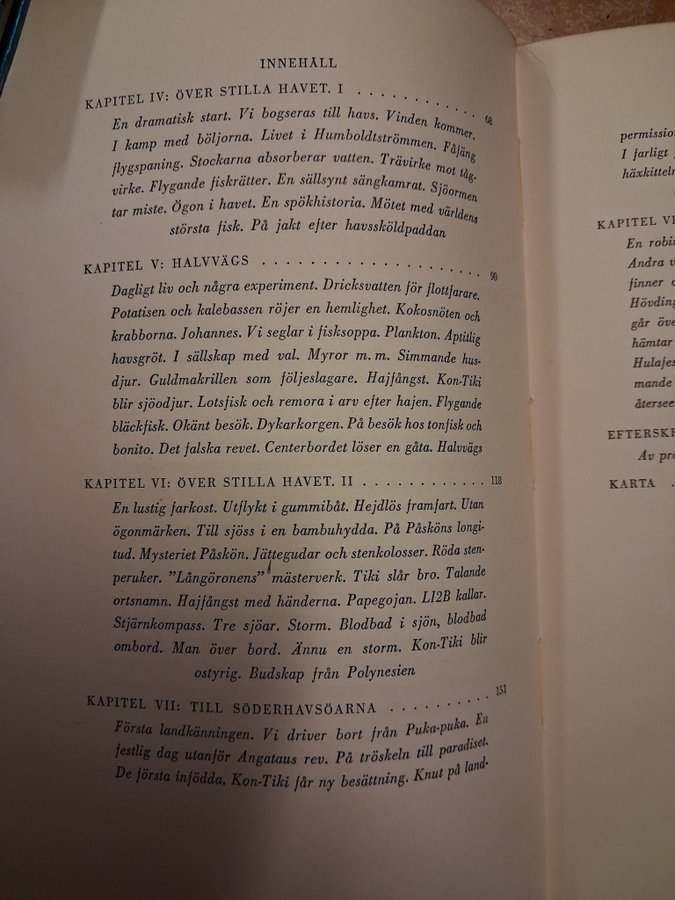 INNEHÅLL
KAPITEL IV: ÖVER STILLA HAVET. I . . . . . . . . . . . . 68
En dramatisk start. Vi bogseras till havs. Vinden kommer.
I kamp med böljorna. Livet i Humboldtströmmen. Fåfäng
flygspaning. Stockarna absorberar vatten. Trävirke mot tåg-
virke. Flygande fiskrätter. En sällsynt sängkamrat. Sjöormen
tar miste. Ögon i havet. En spökhistoria. Mötet med världens
största fisk. På jakt efter havssköldpaddan
KAPITEL V: HALVVÄGS . . . . . . . . . . . . . . . . . . . 90
Dagligt liv och några experiment. Dricksvatten för flottfarare.
Potatisen och kalebassen röjer en hemlighet. Kokosnöten och
krabborna. Johannes. Vi seglar i fisksoppa. Plankton. Aptitlig
havsgröt. I sällskap med val. Myror m. m. Simmande hus-
djur. Guldmakrillen som följeslagare. Hajfångst. Kon-Tiki
blir sjöodjur. Lotsfisk och remora i arv efter hajen. Flygande
bläckfisk. Okänt besök. Dykarkorgen. På besök hos tonfisk och
bonito. Det falska revet. Centerbordet löser en gåta. Halvvägs
KAPITEL VI: ÖVER STILLA HAVET. II . . . . . . . . . . . 118
En lustig farkost. Utflykt i gummibåt. Hejdlös framfart. Utan
ögonmärken. Till sjöss i en bambuhydda. På Påsköns longi-
tud. Mysteriet Påskön. Jättegudar och stenkolosser. Röda sten-
peruker. ”Långöronens” mästerverk. Tiki slår bro. Talande
ortsnamn. Hajfångst med händerna. Papegojan. LI2B kallar.
Stjärnkompass. Tre sjöar. Storm. Blodbad i sjön, blodbad
ombord. Man över bord. Ännu en storm. Kon-Tiki blir
ostyrig. Budskap från Polynesien
KAPITEL VII: TILL SÖDERHAVSÖARNA . . . . . . . . . . 151
Första landkänningen. Vi driver bort från Puka-puka. En
festlig dag utanför Angataus rev. På tröskeln till paradiset.
De första infödda. Kon-Tiki får ny besättning. Knut på land-
permission
I farligt
häxkitteln
KAPITEL VI
En robin
Andra v
finner
Hövding
går öve
hämtar
Hulafes
mande
återsee
EFTERSK
Av pro
KARTA .